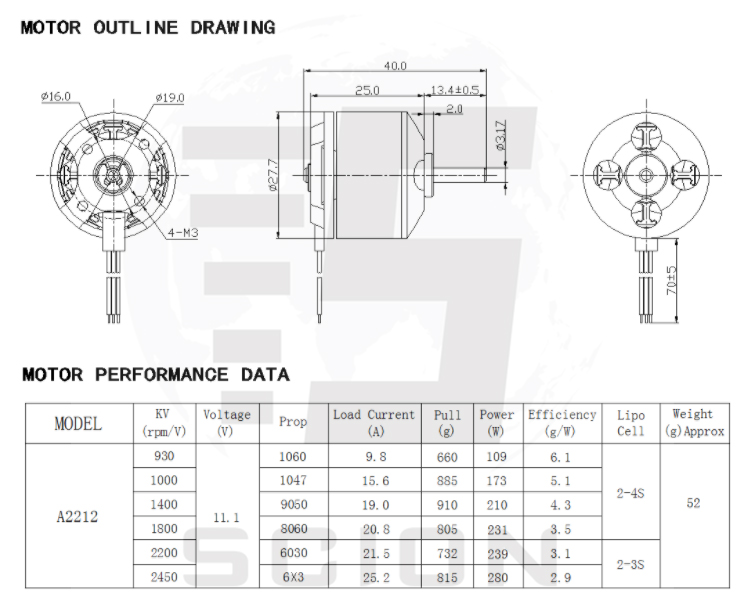 MOTOR OUTLINE DRAWING
40.0
25.0
13.4±0.5
2.0
ø16.0
ø19.0
ø27.7
ø3.17
4-M3
70±5
MOTOR PERFORMANCE DATA
MODEL KV (rpm/V) Voltage (V) Prop Load Current (A) Pull (g) Power (W) Efficiency (g/W) Lipo Cell Weight (g)Approx
A2212 11.1 52
930 1060 9.8 660 109 6.1
1000 1047 15.6 885 173 5.1
2-4S
1400 9050 19.0 910 210 4.3
1800 8060 20.8 805 231 3.5
2200 6030 21.5 732 239 3.1
2-3S
2450 6X3 25.2 815 280 2.9
SCION